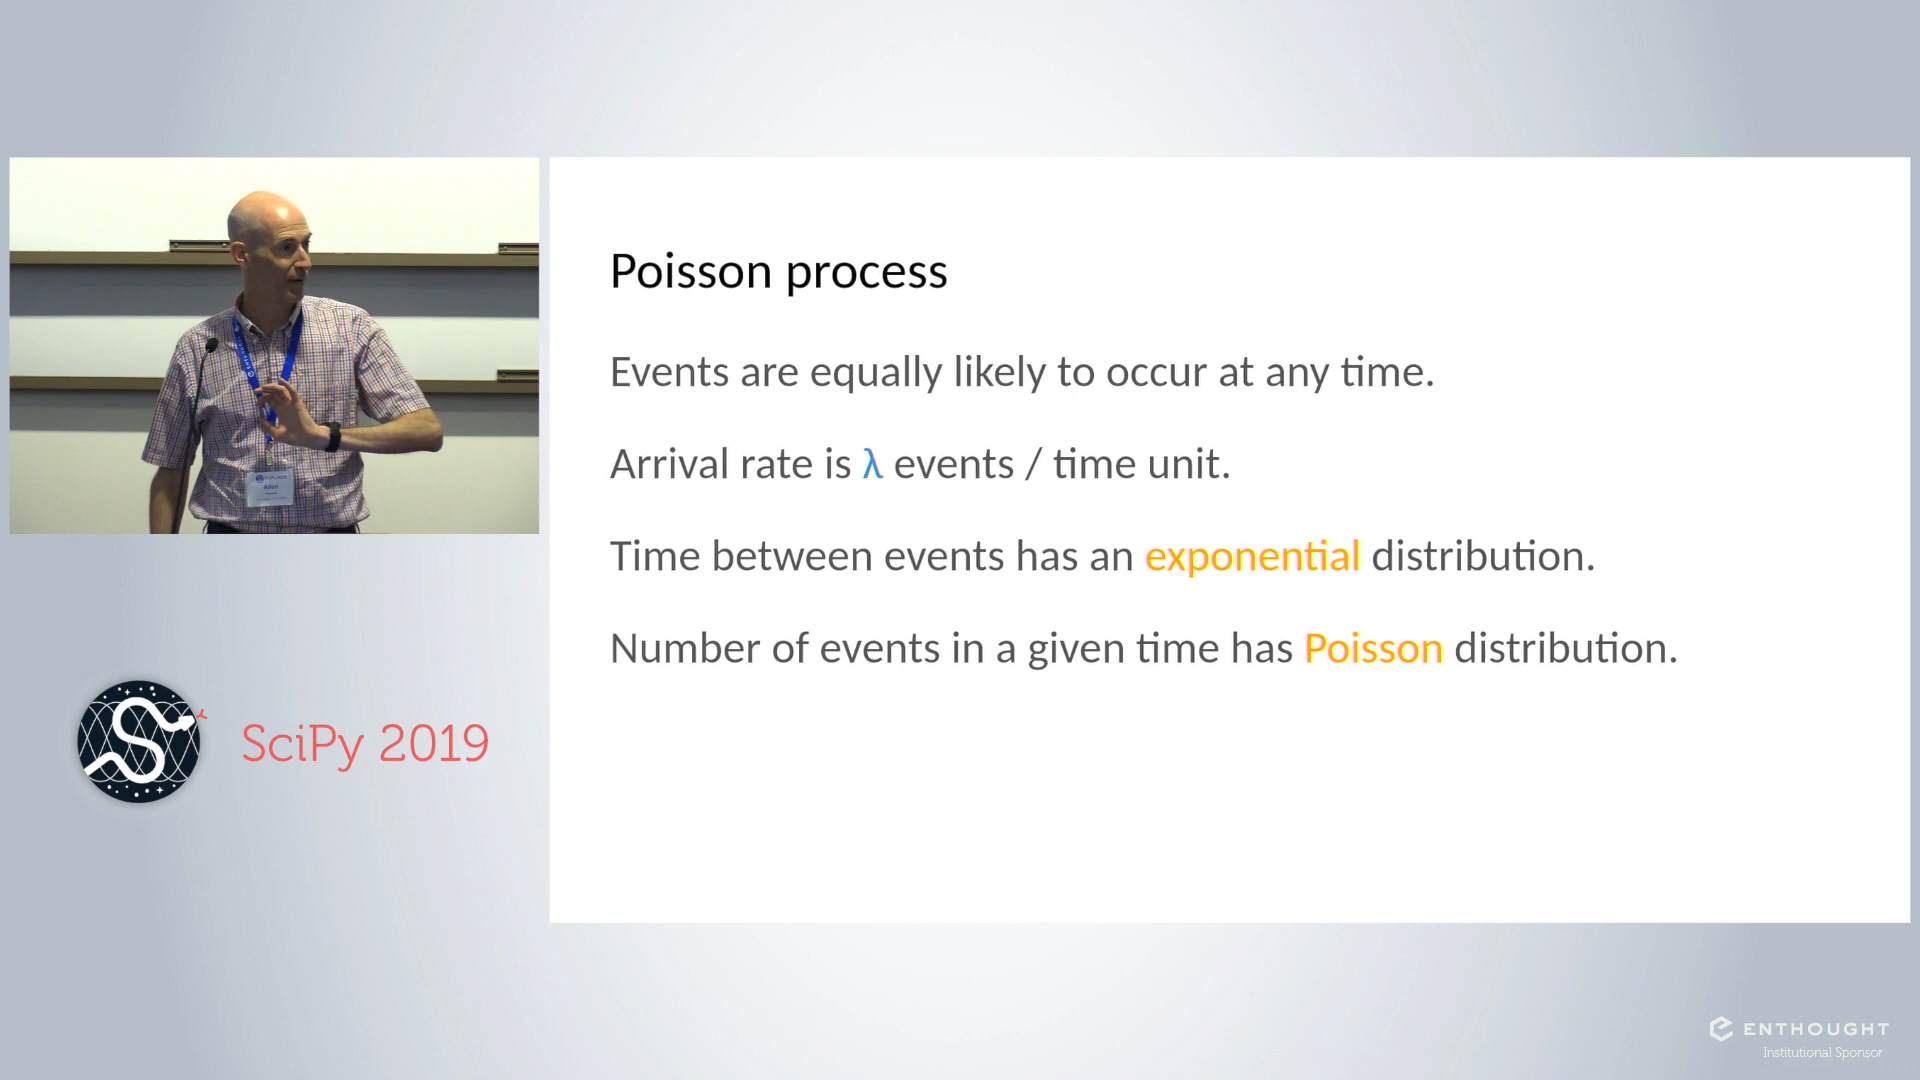 Poisson process
Events are equally likely to occur at any time.
Arrival rate is λ events / time unit.
Time between events has an exponential distribution.
Number of events in a given time has Poisson distribution.
Allen
SciPy 2019
ENTHOUGHT
Institutional Sponsor